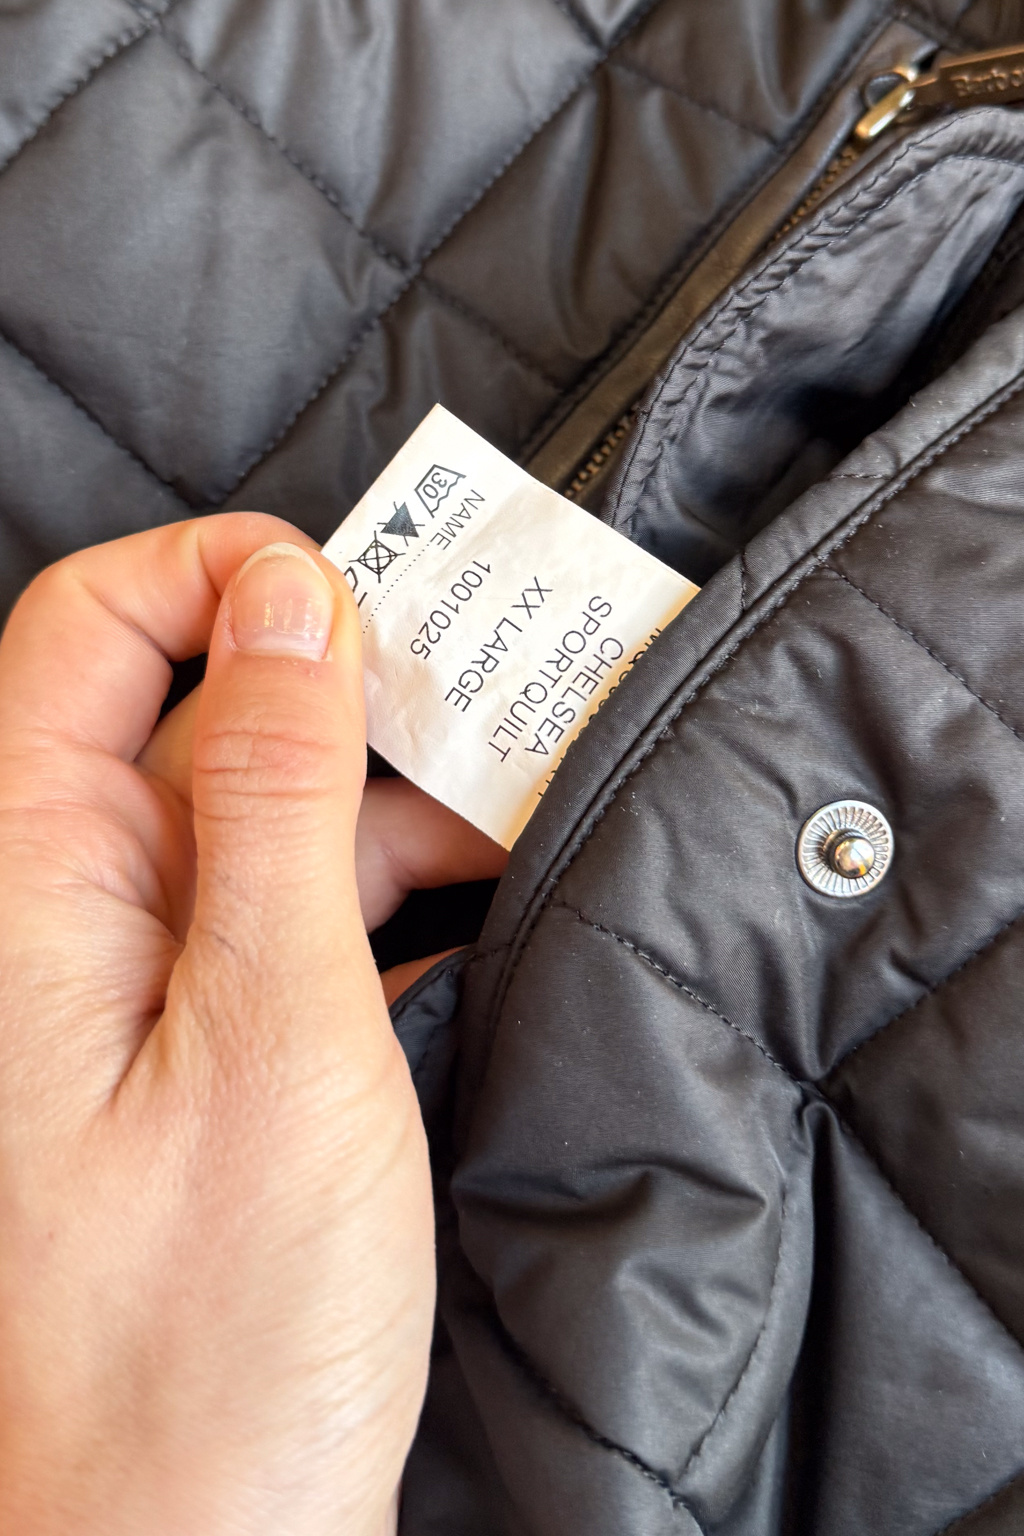 Barbour
CHELSEA
SPORTQUILT
XX LARGE
1001025
NAME
30